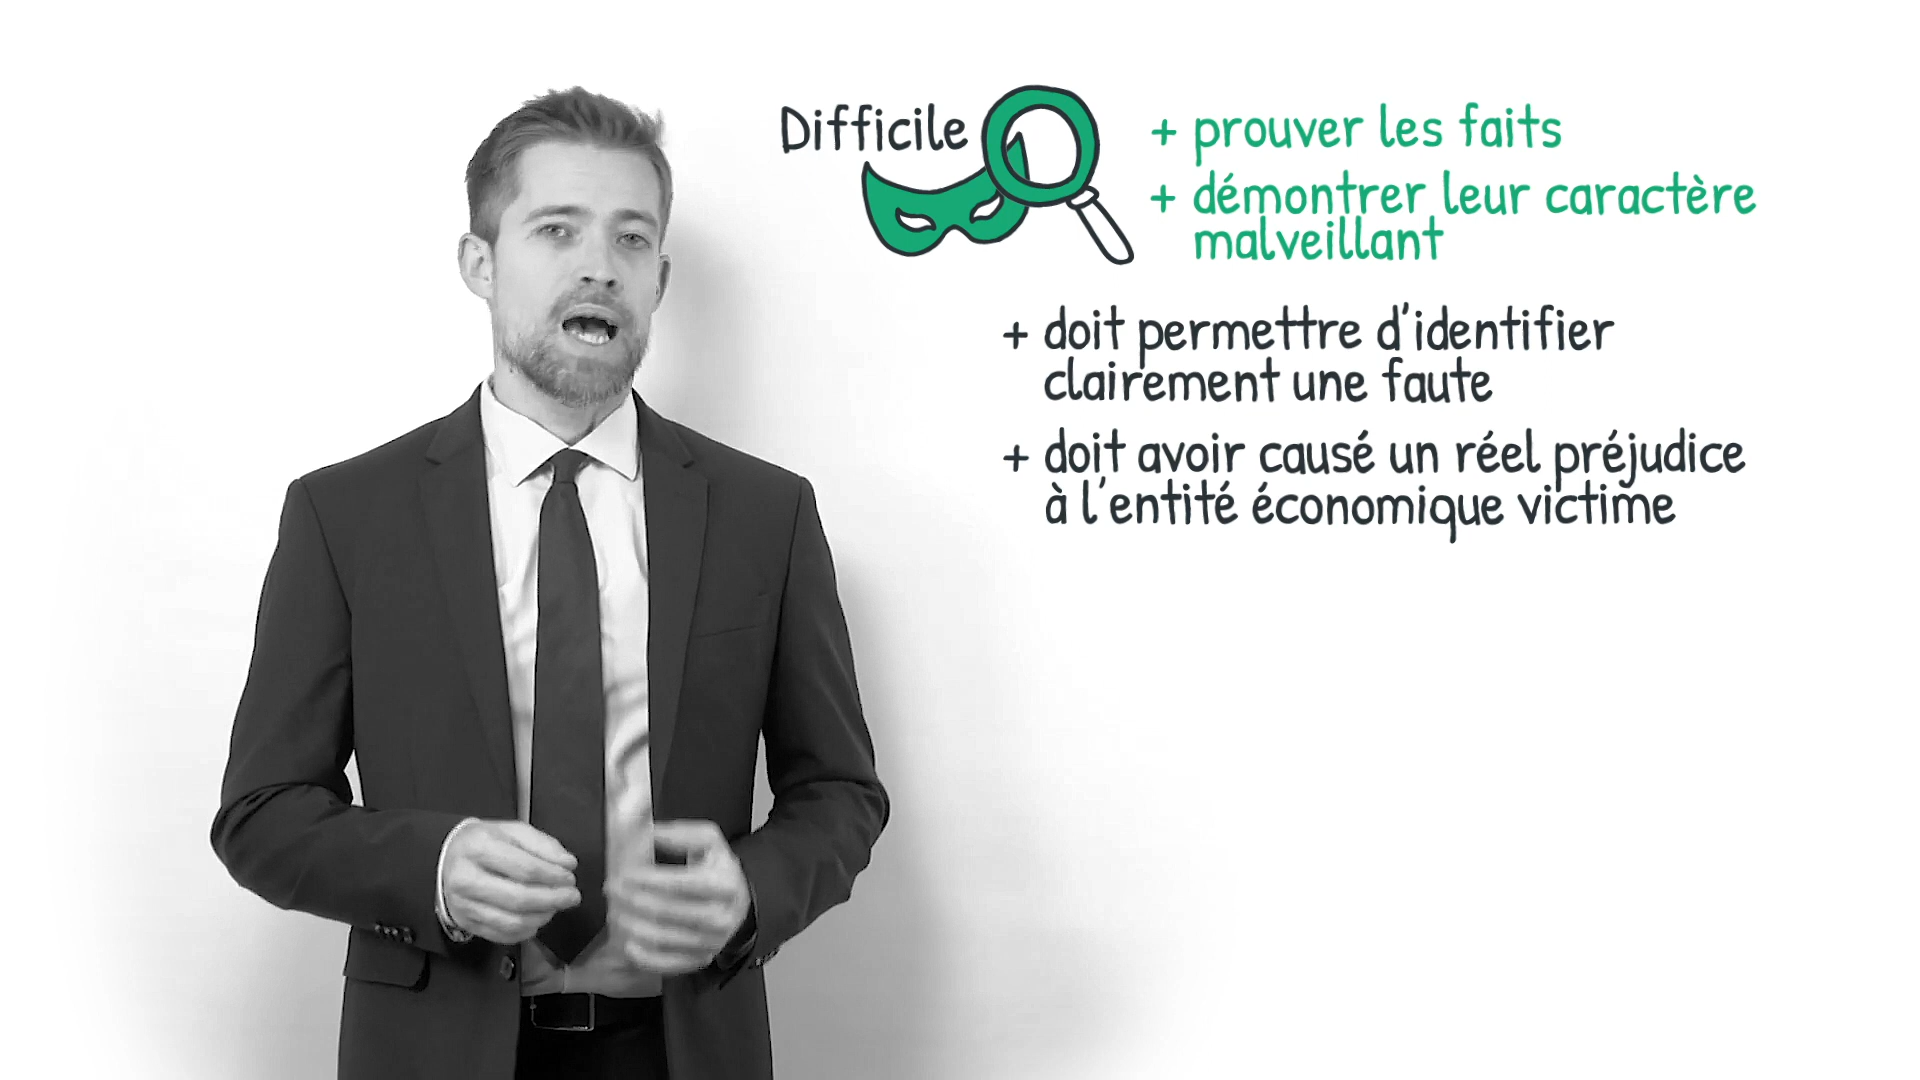 Difficile
+ prouver les faits
+ démontrer leur caractère
malveillant
+ doit permettre d'identifier
clairement une faute
+ doit avoir causé un réel préjudice
à l'entité économique victime